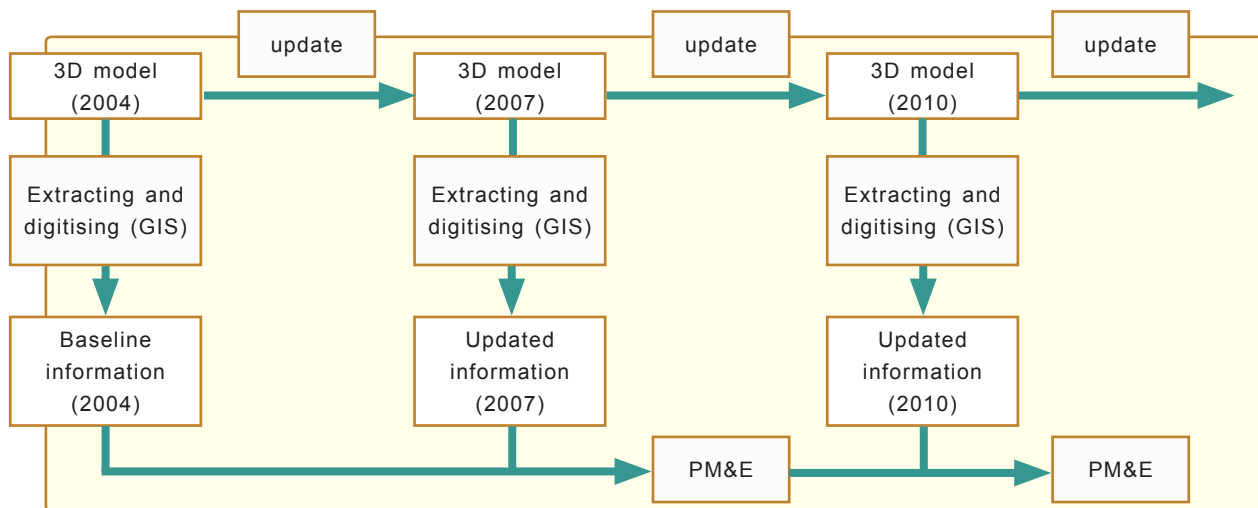 update
update
update
3D model
(2004)
3D model
(2007)
3D model
(2010)
Extracting and
digitising (GIS)
Extracting and
digitising (GIS)
Extracting and
digitising (GIS)
Baseline
information
(2004)
Updated
information
(2007)
Updated
information
(2010)
PM&E
PM&E